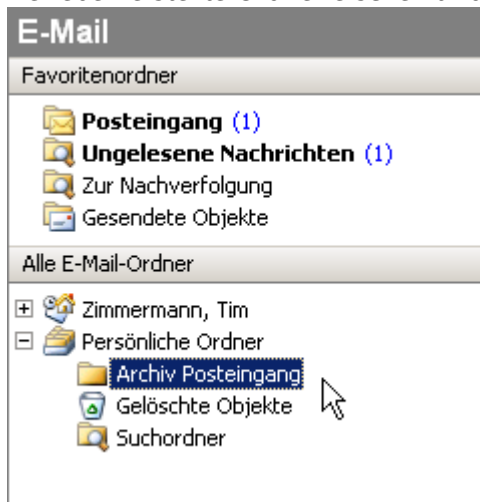 E-Mail
Favoritenordner
Posteingang (1)
Ungelesene Nachrichten (1)
Zur Nachverfolgung
Gesendete Objekte
Alle E-Mail-Ordner
Zimmermann, Tim
Persönliche Ordner
Archiv Posteingang
Gelöschte Objekte
Suchordner